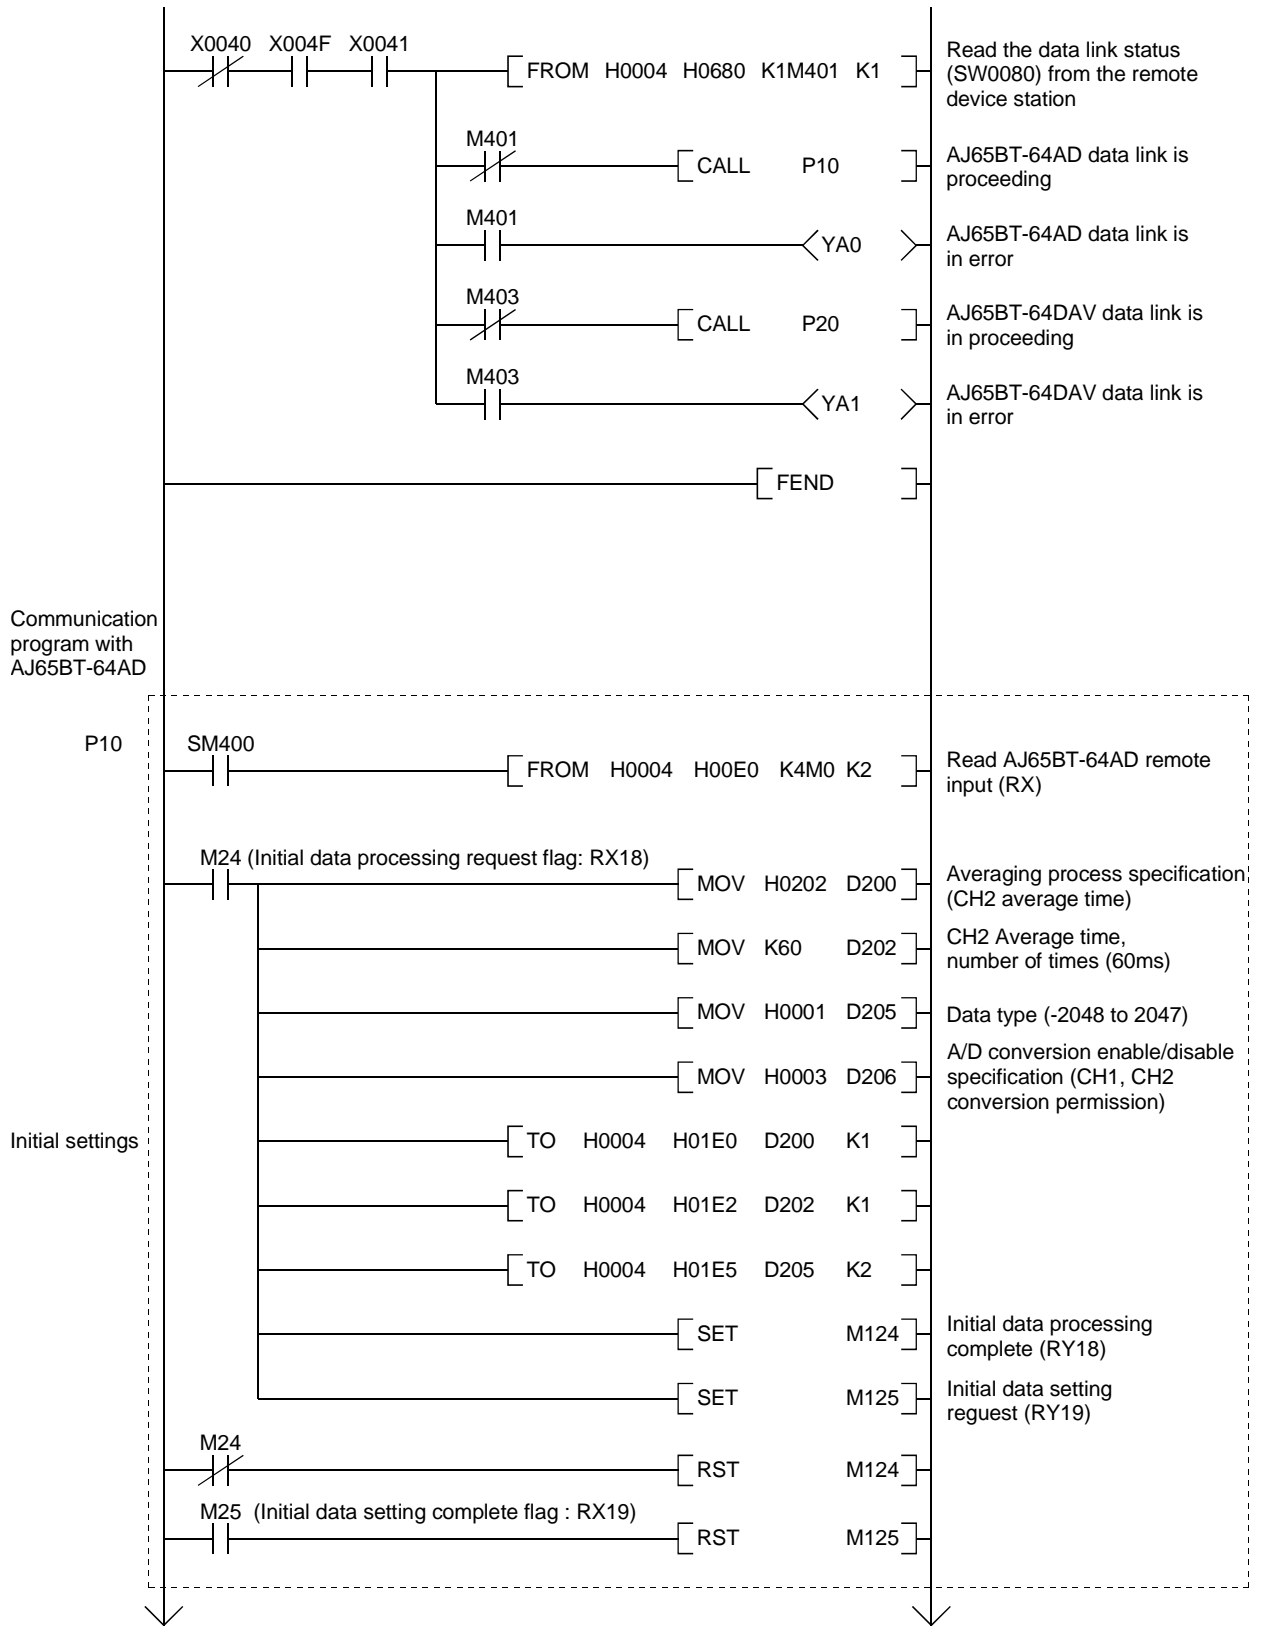 X0040 X004F X0041
FROM H0004 H0680 K1M401 K1
Read the data link status
(SW0080) from the remote
device station
M401
CALL P10
AJ65BT-64AD data link is
proceeding
M401
YA0
AJ65BT-64AD data link is
in error
M403
CALL P20
AJ65BT-64DAV data link is
in proceeding
M403
YA1
AJ65BT-64DAV data link is
in error
FEND
Communication
program with
AJ65BT-64AD
P10
SM400
FROM H0004 H00E0 K4M0 K2
Read AJ65BT-64AD remote
input (RX)
M24 (Initial data processing request flag: RX18)
MOV H0202 D200
Averaging process specification
(CH2 average time)
MOV K60 D202
CH2 Average time,
number of times (60ms)
MOV H0001 D205
Data type (-2048 to 2047)
MOV H0003 D206
A/D conversion enable/disable
specification (CH1, CH2
conversion permission)
Initial settings
TO H0004 H01E0 D200 K1
TO H0004 H01E2 D202 K1
TO H0004 H01E5 D205 K2
SET M124
Initial data processing
complete (RY18)
SET M125
Initial data setting
reguest (RY19)
M24
RST M124
M25 (Initial data setting complete flag : RX19)
RST M125